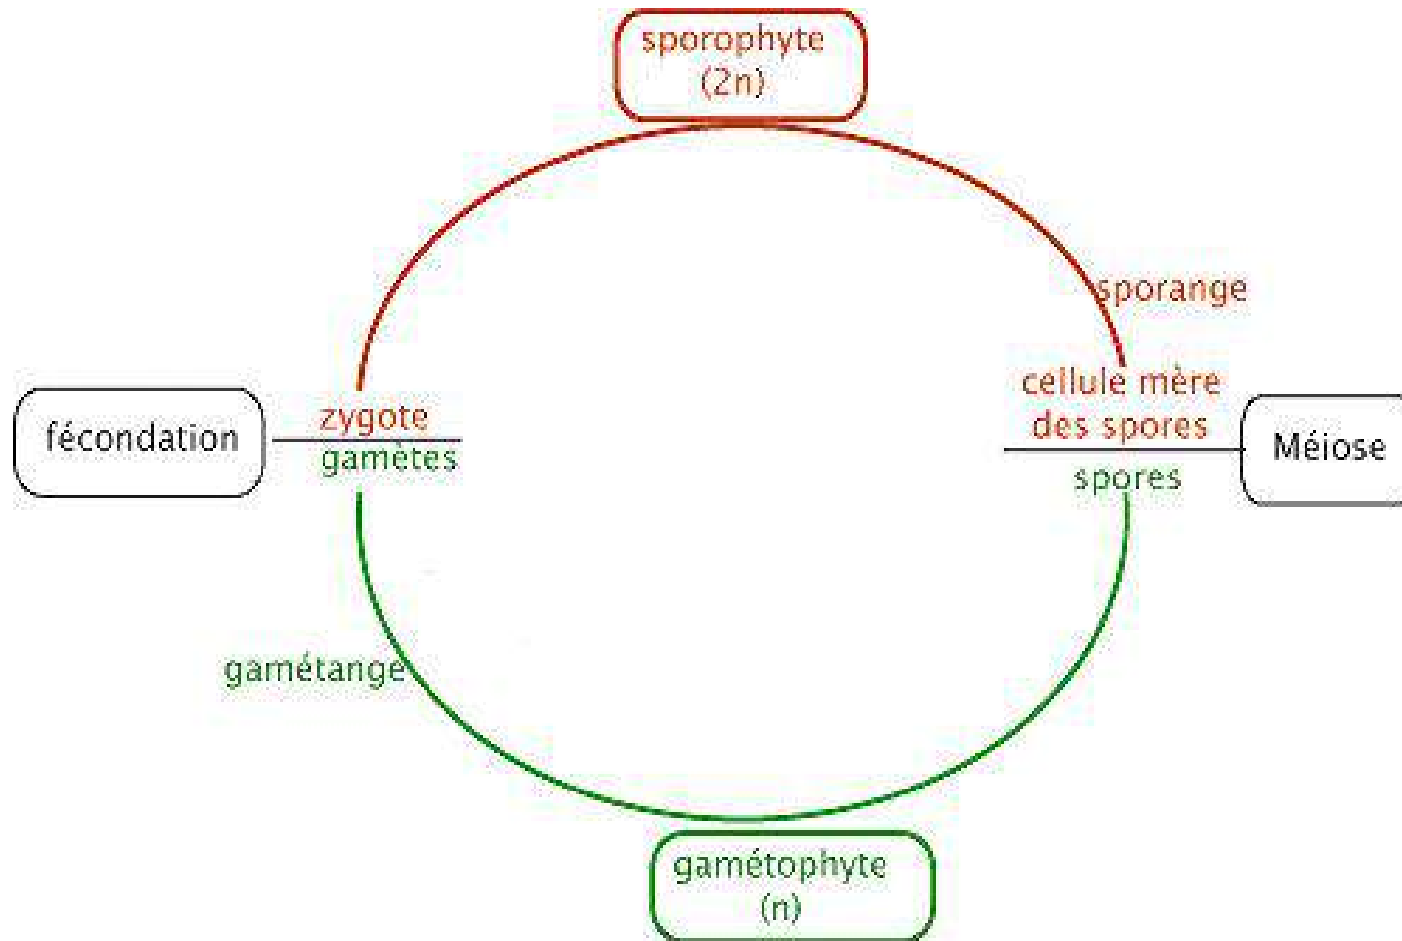 sporophyte
(2n)
sporange
cellule mère
des spores
zygote
fécondation
gamètes
Méiose
spores
gamétange
gamétophyte
(n)